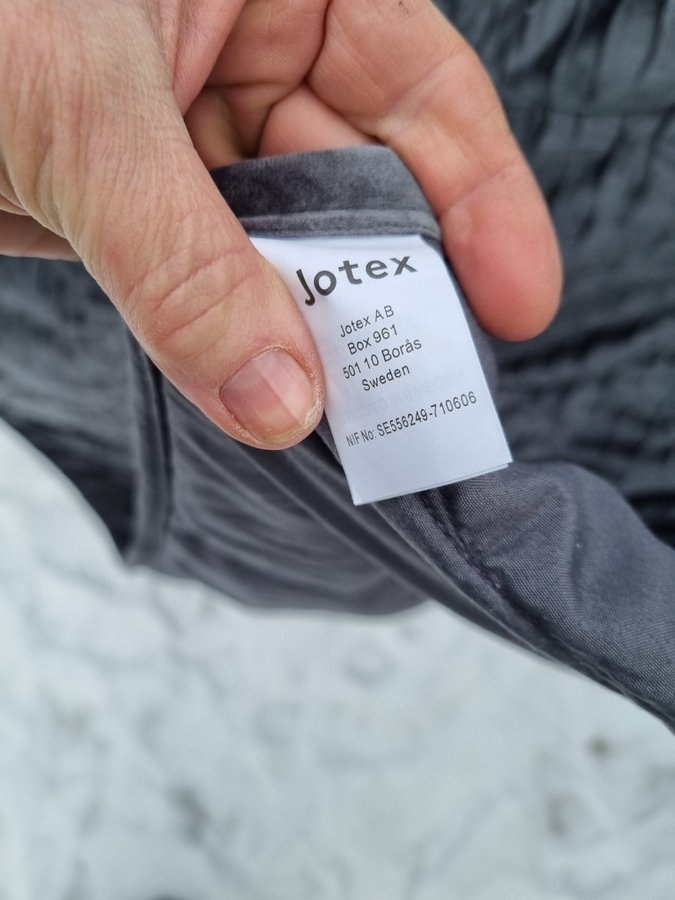 Jotex
Jotex AB
Box 961
501 10 Borås
Sweden
NIF No: SE556249-710606